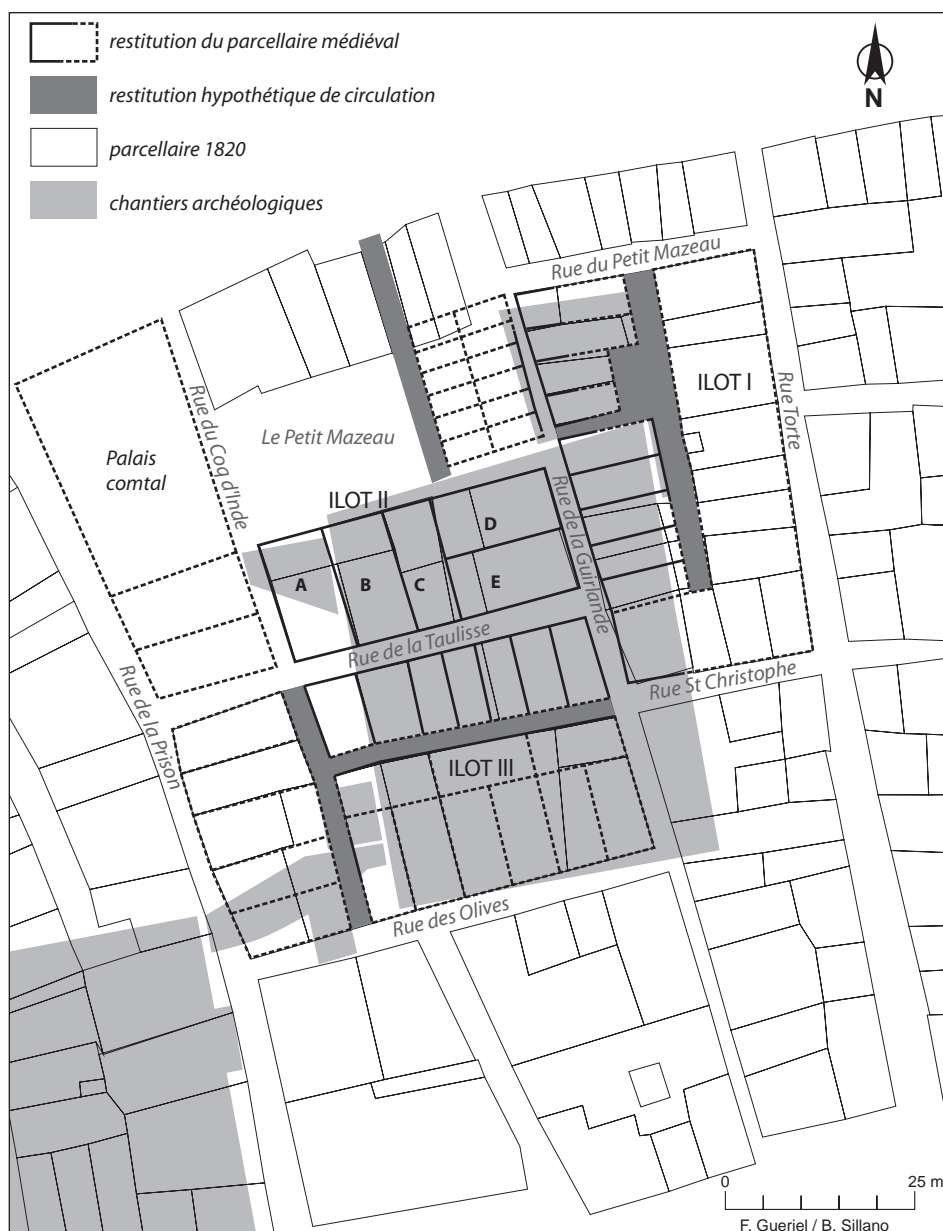 restitution du parcellaire médiéval
restitution hypothétique de circulation
parcellaire 1820
chantiers archéologiques
N
Rue du Petit Mazeau
ILOT I
Rue Torte
Rue du Coq d'Inde
Le Petit Mazeau
Palais
comtal
ILOT II
Rue de la Guirlande
A
B
C
D
E
Rue de la Taulisse
Rue St Christophe
Rue de la Prison
ILOT III
Rue des Olives
0 25 m
F. Gueriel / B. Sillano